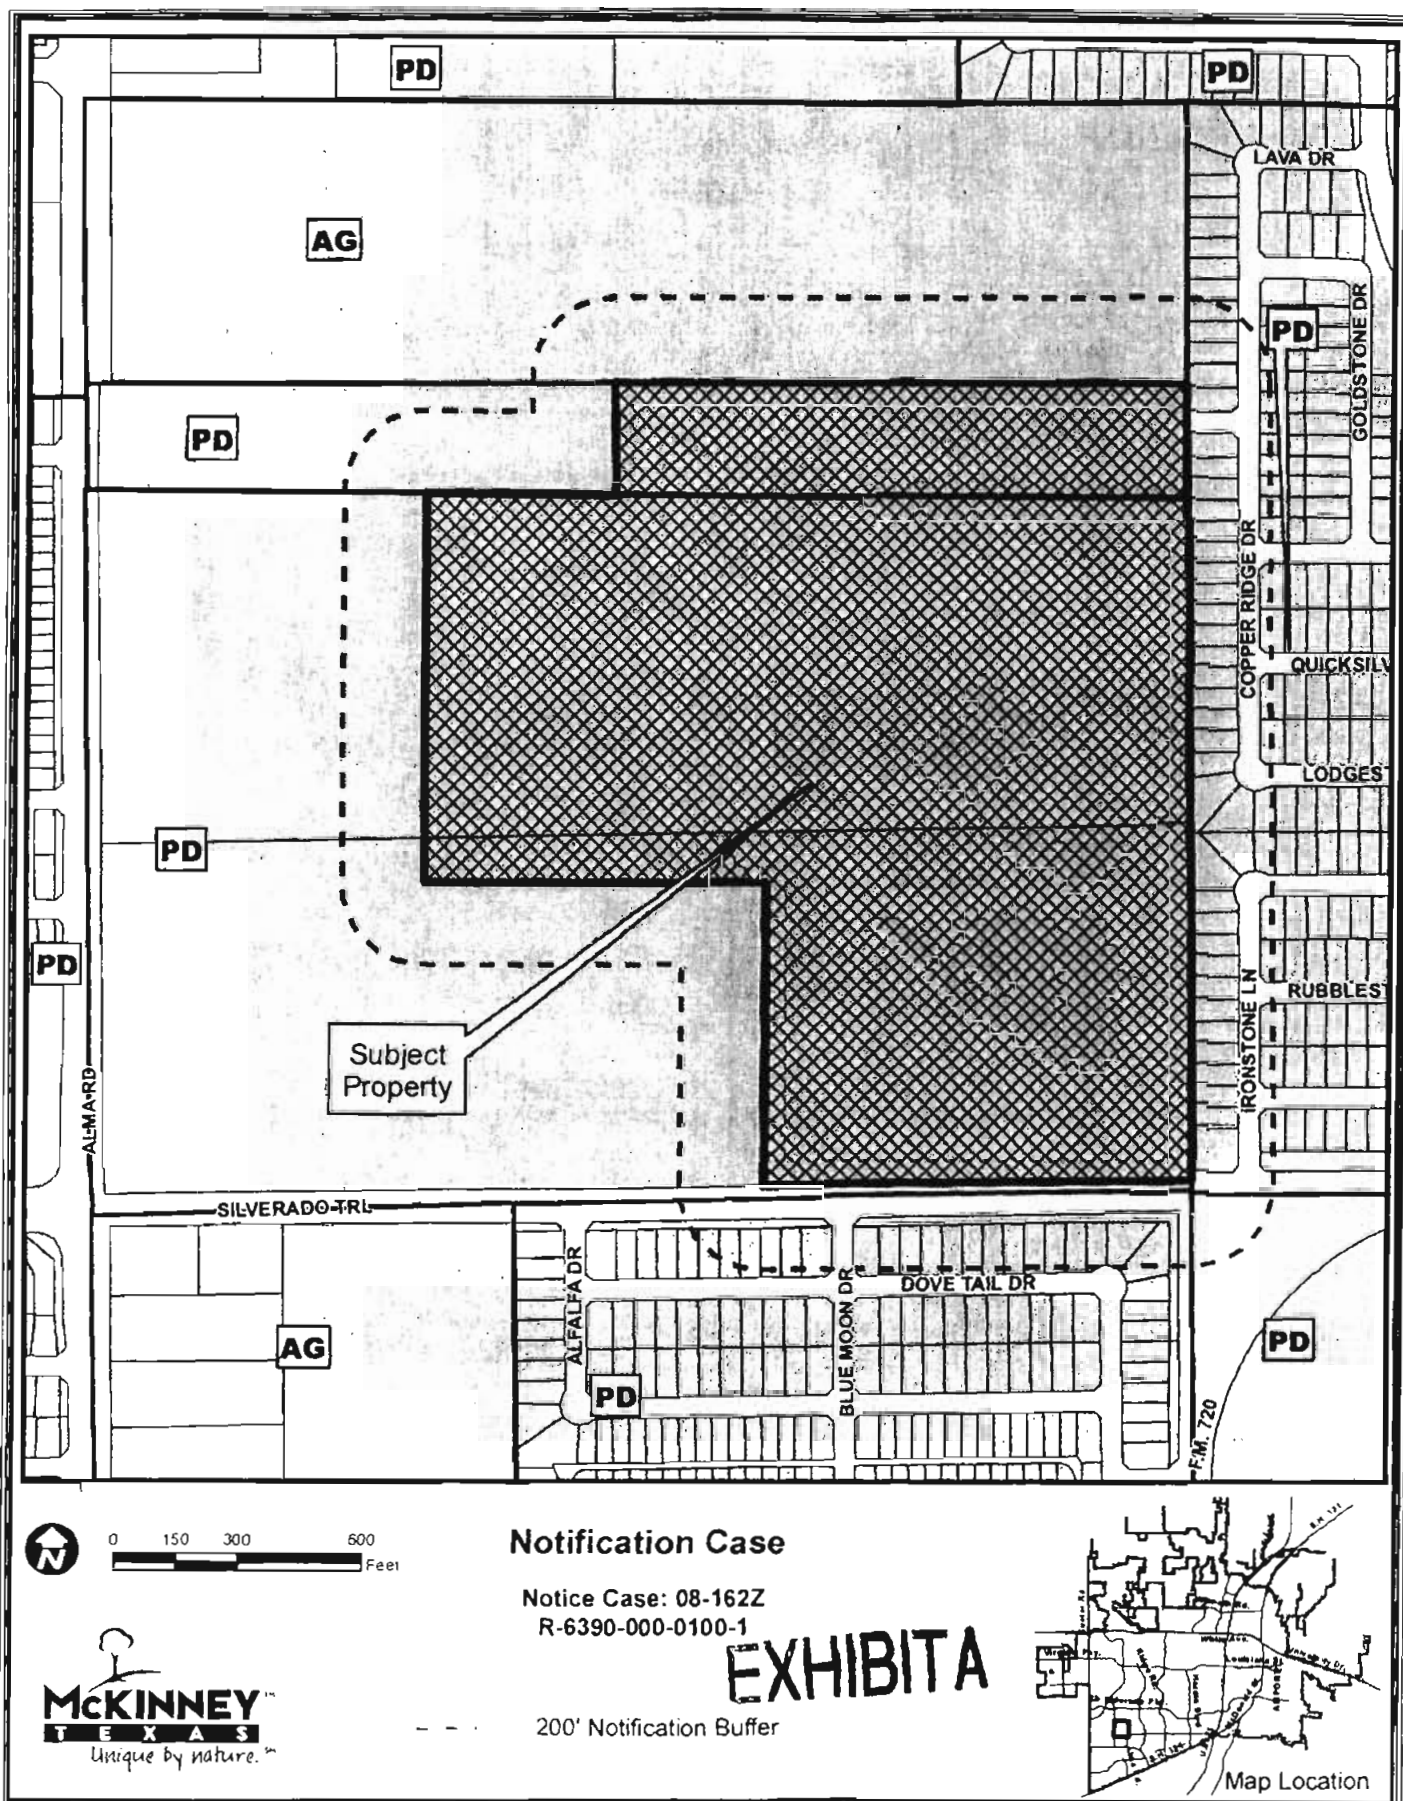 PD
PD
LAVA DR
AG
PD
GOLDSTONE DR
PD
COPPER RIDGE DR
QUICKSILV
LODGES
PD
PD
RUBBLEST
IRONSTONE LN
Subject
Property
ALMA RD
SILVERADO TRL
ALFALFA DR
BLUE MOON DR
DOVE TAIL DR
AG
PD
PD
F.M. 720
N
0 150 300 600
Feet
Notification Case
Notice Case: 08-162Z
R-6390-000-0100-1
EXHIBIT A
McKINNEY
TEXAS
Unique by nature.℠
200' Notification Buffer
Map Location